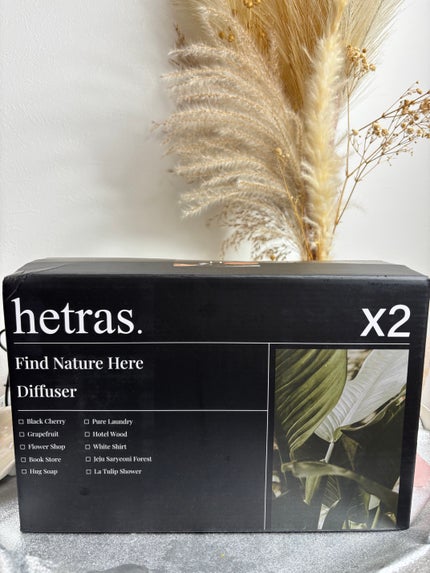 hetras.
X2
Find Nature Here
Diffuser
☐ Black Cherry
☐ Grapefruit
☐ Flower Shop
☐ Book Store
☐ Hug Soap
☐ Pure Laundry
☐ Hotel Wood
☐ White Shirt
☐ Jeju Saryeoni Forest
☐ La Tulip Shower